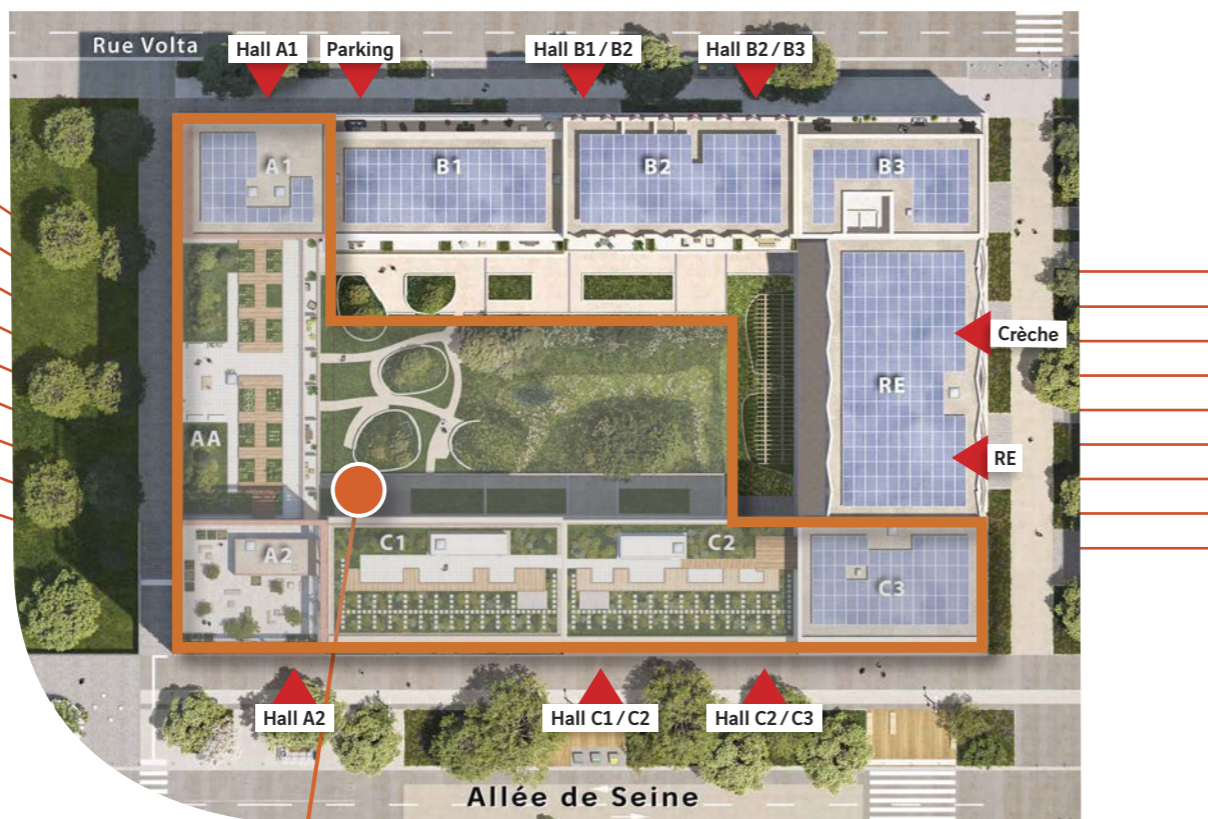 Rue Volta
Hall A1
Parking
Hall B1 / B2
Hall B2 / B3
A1
B1
B2
B3
Crèche
RE
AA
RE
A2
C1
C2
C3
Hall A2
Hall C1 / C2
Hall C2 / C3
Allée de Seine